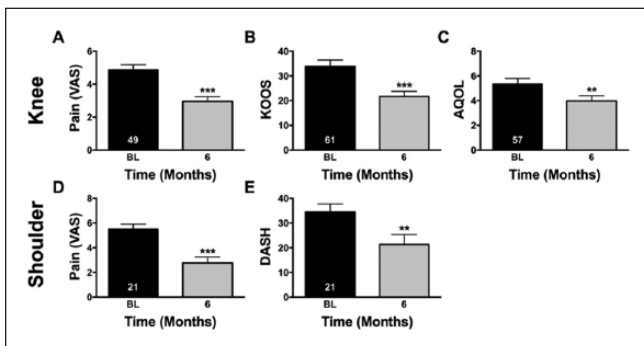 A
Knee
Pain (VAS)
6
4
2
0
49
***
BL
6
Time (Months)
B
KOOS
40
30
20
10
0
61
***
BL
6
Time (Months)
C
AQOL
8
6
4
2
0
57
**
BL
6
Time (Months)
D
Shoulder
Pain (VAS)
8
6
4
2
0
21
***
BL
6
Time (Months)
E
DASH
40
30
20
10
0
21
**
BL
6
Time (Months)